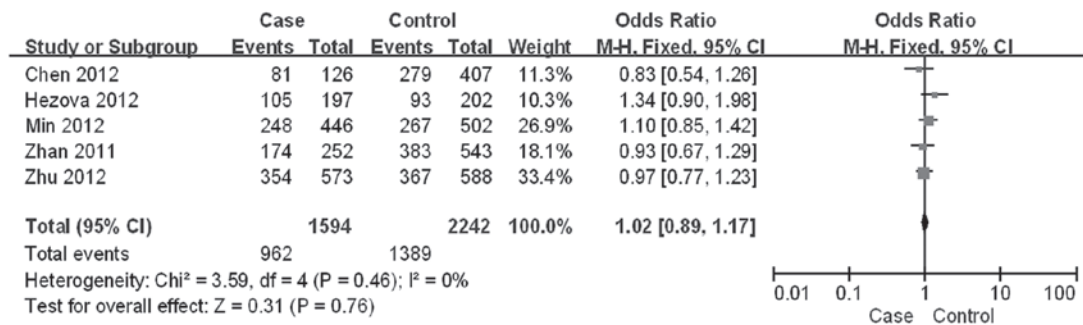 Case Control Odds Ratio Odds Ratio
Study or Subgroup Events Total Events Total Weight M-H. Fixed. 95% CI M-H. Fixed. 95% CI
Chen 2012 81 126 279 407 11.3% 0.83 [0.54, 1.26]
Hezova 2012 105 197 93 202 10.3% 1.34 [0.90, 1.98]
Min 2012 248 446 267 502 26.9% 1.10 [0.85, 1.42]
Zhan 2011 174 252 383 543 18.1% 0.93 [0.67, 1.29]
Zhu 2012 354 573 367 588 33.4% 0.97 [0.77, 1.23]
Total (95% CI) 1594 2242 100.0% 1.02 [0.89, 1.17]
Total events 962 1389
Heterogeneity: Chi² = 3.59, df = 4 (P = 0.46); I² = 0%
Test for overall effect: Z = 0.31 (P = 0.76)
0.01 0.1 1 10 100
Case Control